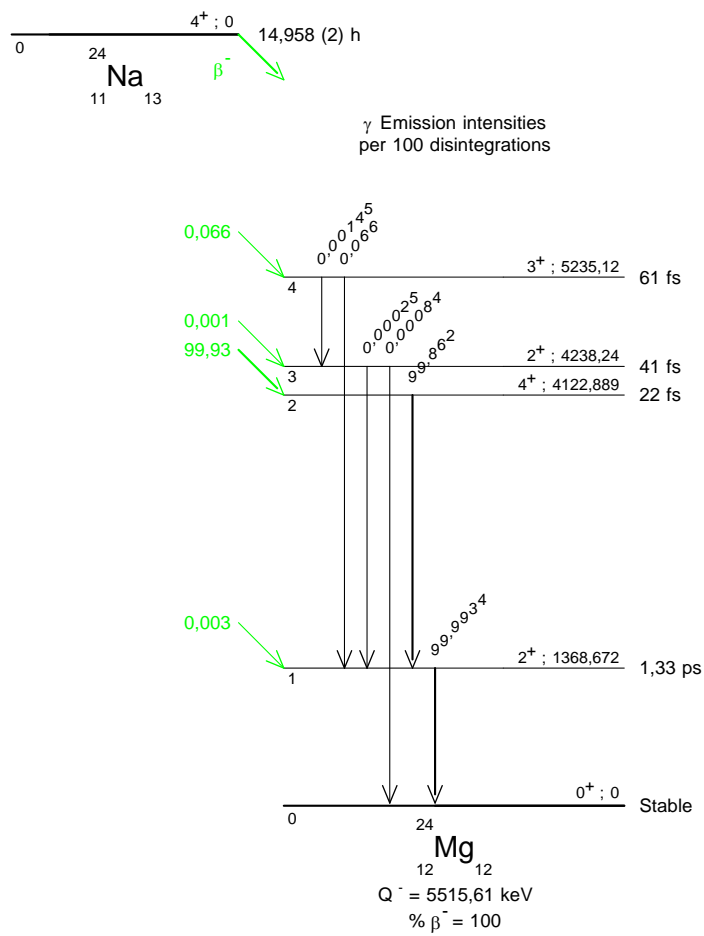 4+ ; 0
0
14,958 (2) h
24
Na
11 13
β-
γ Emission intensities
per 100 disintegrations
0,00145
0,066
0,066
3+ ; 5235,12
61 fs
4
0,00025
0,00084
0,001
2+ ; 4238,24
41 fs
3
99,862
99,93
4+ ; 4122,889
22 fs
2
99,9934
0,003
2+ ; 1368,672
1,33 ps
1
0+ ; 0
Stable
0
24
Mg
12 12
Q - = 5515,61 keV
% β- = 100